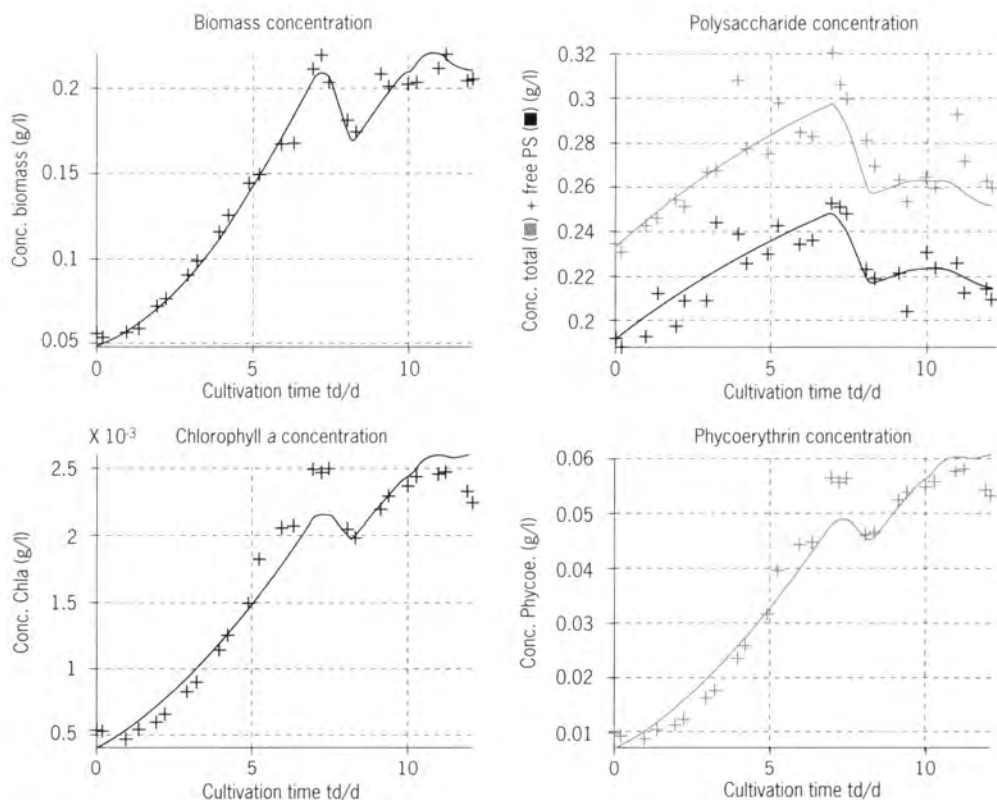 Biomass concentration
Conc. biomass (g/l)
0.2
0.15
0.1
0.05
0
5
10
Cultivation time td/d
Polysaccharide concentration
Conc. total (■) + free PS (■) (g/l)
0.32
0.3
0.28
0.26
0.24
0.22
0.2
0
5
10
Cultivation time td/d
X 10⁻³
Chlorophyll a concentration
Conc. Chla (g/l)
2.5
2
1.5
1
0.5
0
5
10
Cultivation time td/d
Phycoerythrin concentration
Conc. Phycoe. (g/l)
0.06
0.05
0.04
0.03
0.02
0.01
0
5
10
Cultivation time td/d